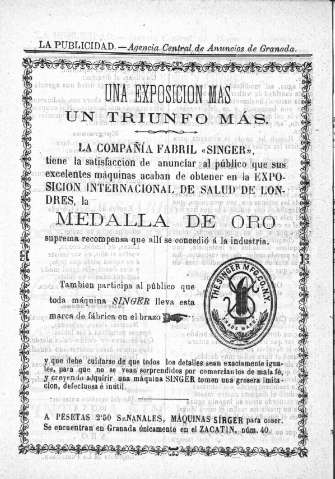 LA PUBLICIDAD.—Agencia Central de Anuncios de Granada.
UNA EXPOSICION MAS
UN TRIUNFO MÁS.
LA COMPAÑÍA FABRIL «SINGER»,
tiene la satisfaccion de anunciar al público que sus
excelentes máquinas acaban de obtener en la EXPO-
SICION INTERNACIONAL DE SALUD DE LON-
DRES, la
MEDALLA DE ORO
suprema recompensa que allí se concedió á la industria.
Tambien participa al público que
toda máquina SINGER lleva esta
marca de fábrica en el brazo
THE SINGER MFG. CO. N.Y.
TRADE MARK
y que debe cuidarse de que todos los detalles sean exactamente igua-
les, para que no se vean sorprendidos por comerciantes de mala fé,
y creyendo adquirir una máquina SINGER tomen una grosera imita-
cion, defectuosa é inútil.
A PESETAS 2'50 SEMANALES, MÁQUINAS SINGER para coser.
Se encuentran en Granada únicamente en el ZACATIN, núm. 40.